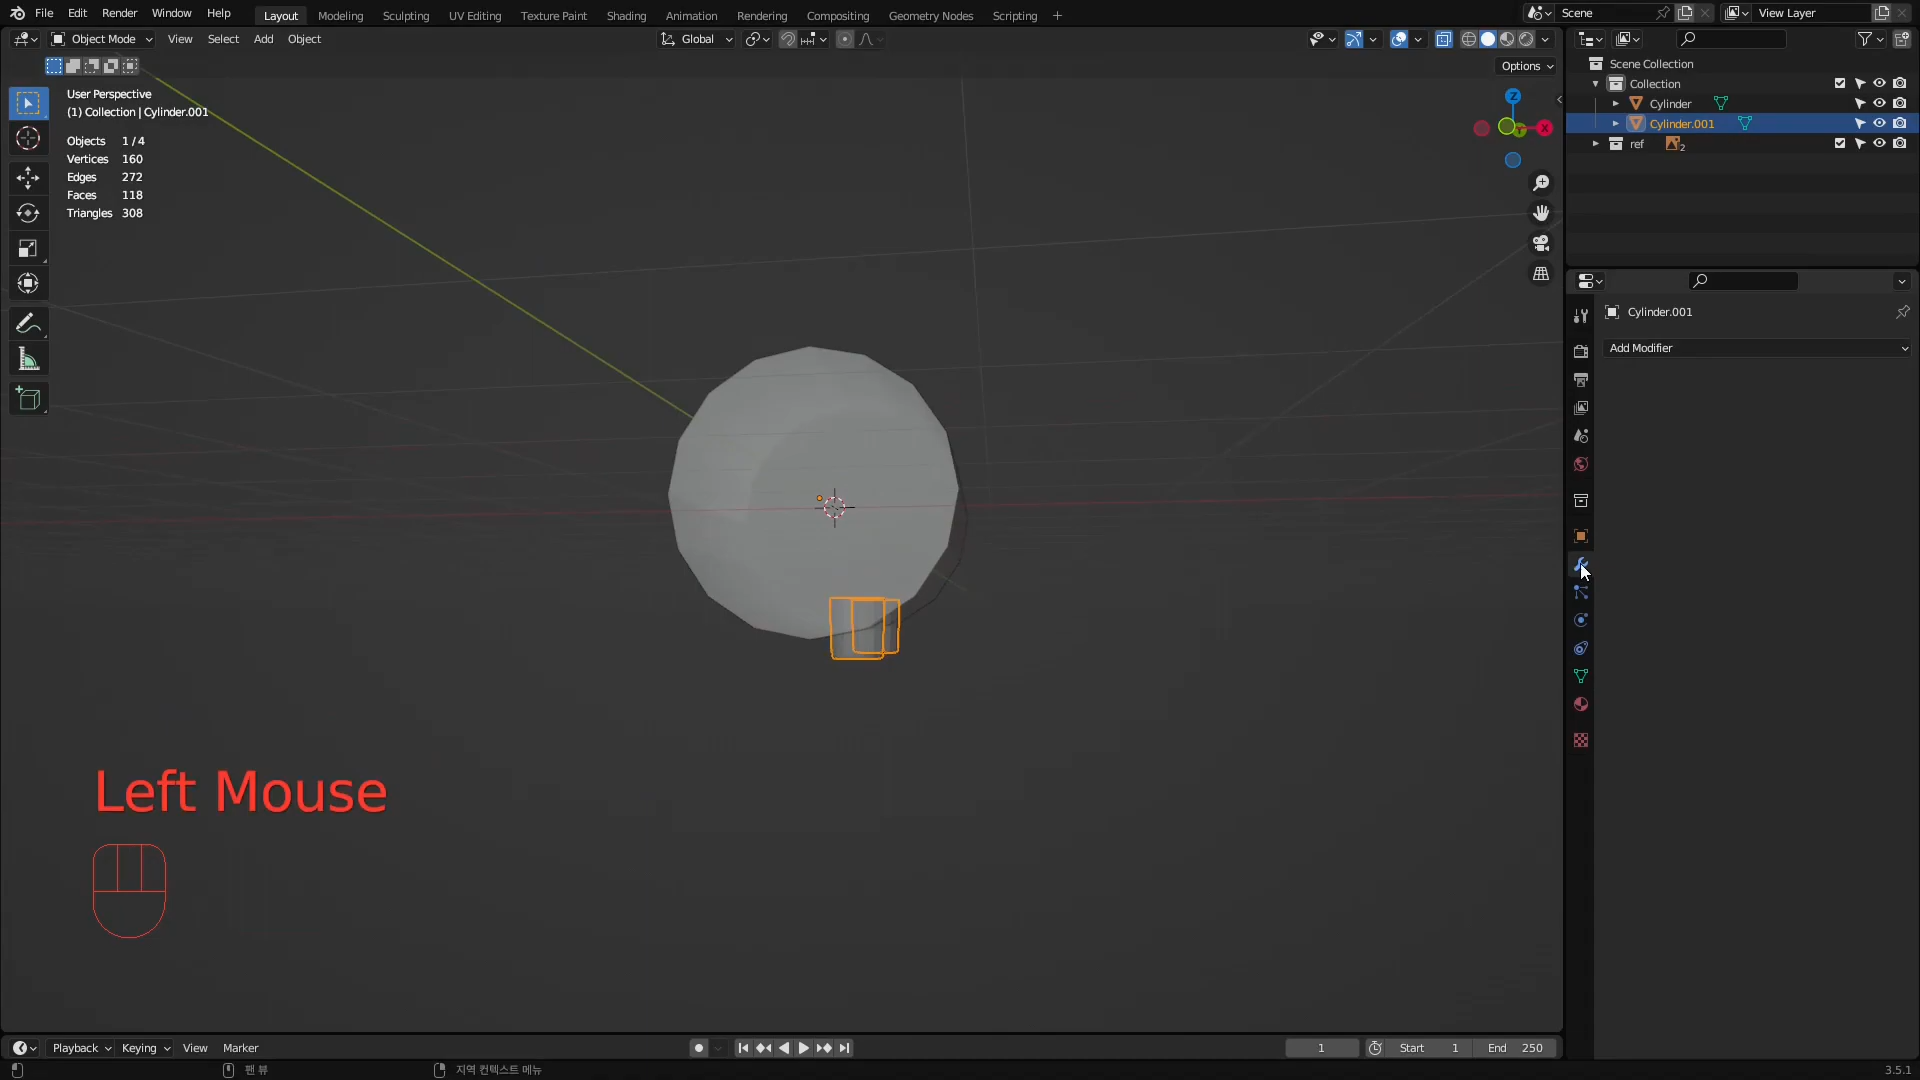 File Edit Render Window Help Layout Modeling Sculpting UV Editing Texture Paint Shading Animation Rendering Compositing Geometry Nodes Scripting + Scene View Layer
Object Mode View Select Add Object Global
Options
User Perspective
(1) Collection | Cylinder.001
Objects 1 / 4
Vertices 160
Edges 272
Faces 118
Triangles 308
Z
X
Scene Collection
Collection
Cylinder
Cylinder.001
ref 2
Cylinder.001
Add Modifier
Left Mouse
Playback Keying View Marker 1 Start 1 End 250
팬 뷰 지역 컨텍스트 메뉴 3.5.1